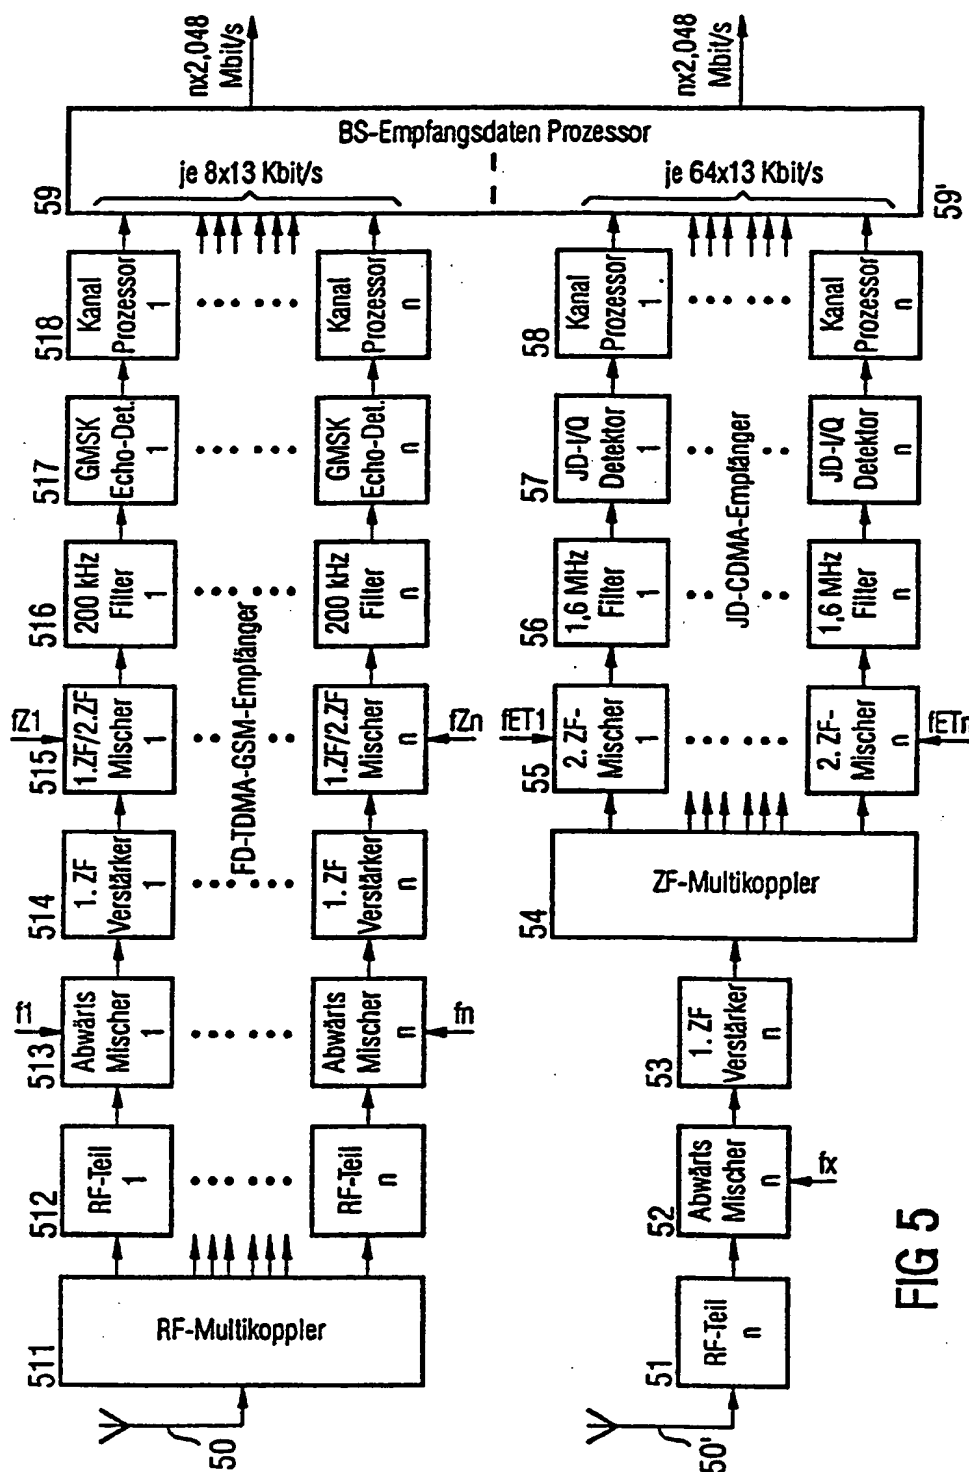 50
511
RF-Multikoppler
512
RF-Teil
1
RF-Teil
n
f1
513
Abwärts
Mischer
1
Abwärts
Mischer
n
fn
514
1. ZF
Verstärker
1
1. ZF
Verstärker
n
fZ1
515
1.ZF/2.ZF
Mischer
1
1.ZF/2.ZF
Mischer
n
fZn
FD-TDMA-GSM-Empfänger
516
200 kHz
Filter
1
200 kHz
Filter
n
517
GMSK
Echo-Det.
1
GMSK
Echo-Det.
n
518
Kanal
Prozessor
1
Kanal
Prozessor
n
59
je 8x13 Kbit/s
BS-Empfangsdaten Prozessor
je 64x13 Kbit/s
59'
nx2,048
Mbit/s
nx2,048
Mbit/s
50'
51
RF-Teil
n
52
Abwärts
Mischer
n
fx
53
1. ZF
Verstärker
n
54
ZF-Multikoppler
fET1
55
2. ZF-
Mischer
1
2. ZF-
Mischer
n
fETn
56
1,6 MHz
Filter
1
1,6 MHz
Filter
n
JD-CDMA-Empfänger
57
JD-I/Q
Detektor
1
JD-I/Q
Detektor
n
58
Kanal
Prozessor
1
Kanal
Prozessor
n
FIG 5